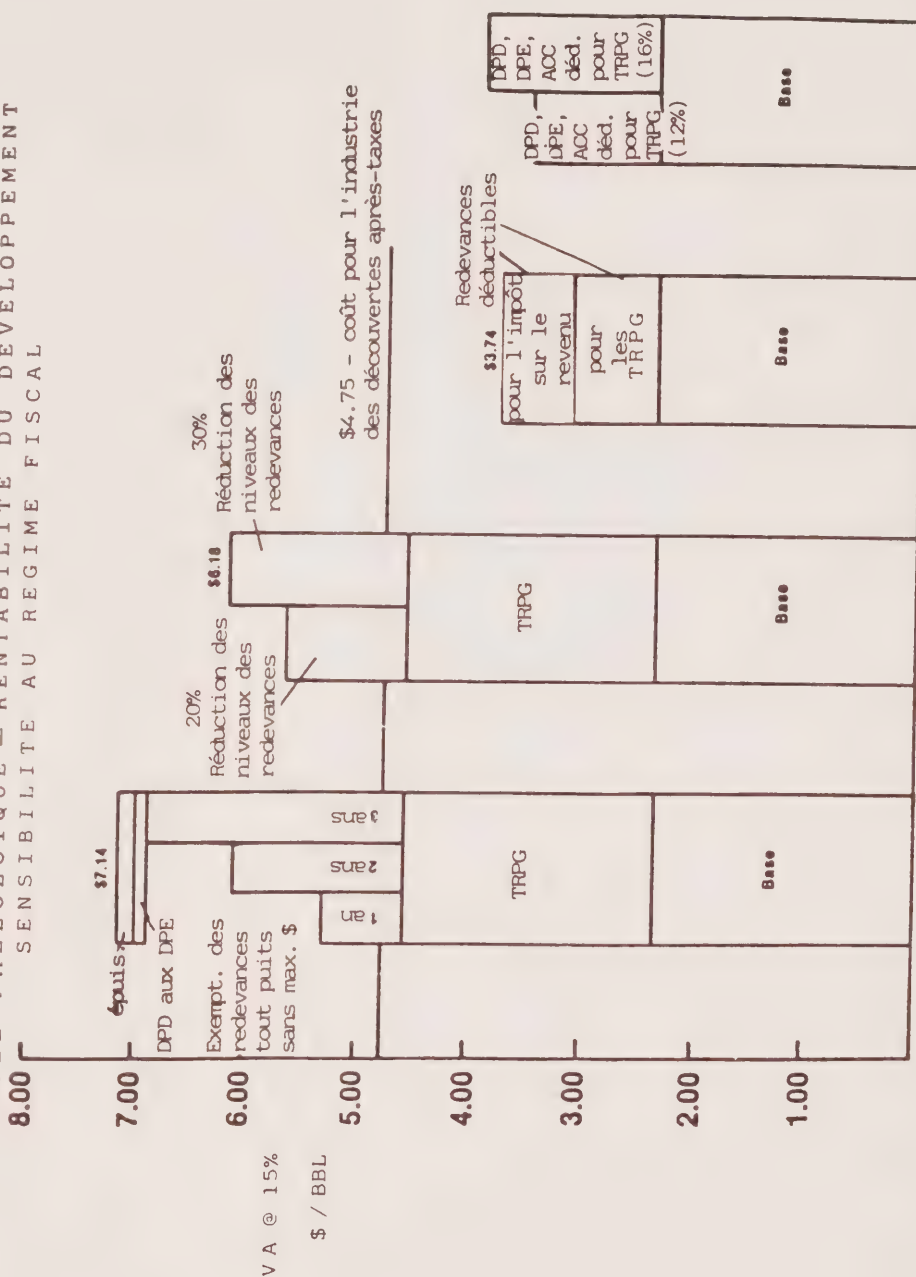 RENTABILITE DU DEVELOPPEMENT
SENSIBILITE AU REGIME FISCAL
8.00
7.00
6.00
5.00
4.00
3.00
2.00
1.00
V A @ 15%
$ / BBL
$7.14
épuis.
DPD aux DPE
Exempt. des
redevances
tout puits
sans max. $
1 an
2 ans
3 ans
TRPG
Base
20%
Réduction des
niveaux des
redevances
$6.18
30%
Réduction des
niveaux des
redevances
TRPG
Base
$4.75 - coût pour l'industrie
des découvertes après-taxes
Redevances
déductibles
$3.74
pour l'impôt
sur le
revenu
pour
les
TRPG
Base
DPD,
DPE,
ACC
déd.
pour
TRPG
(12%)
DPD,
DPE,
ACC
déd.
pour
TRPG
(16%)
Base